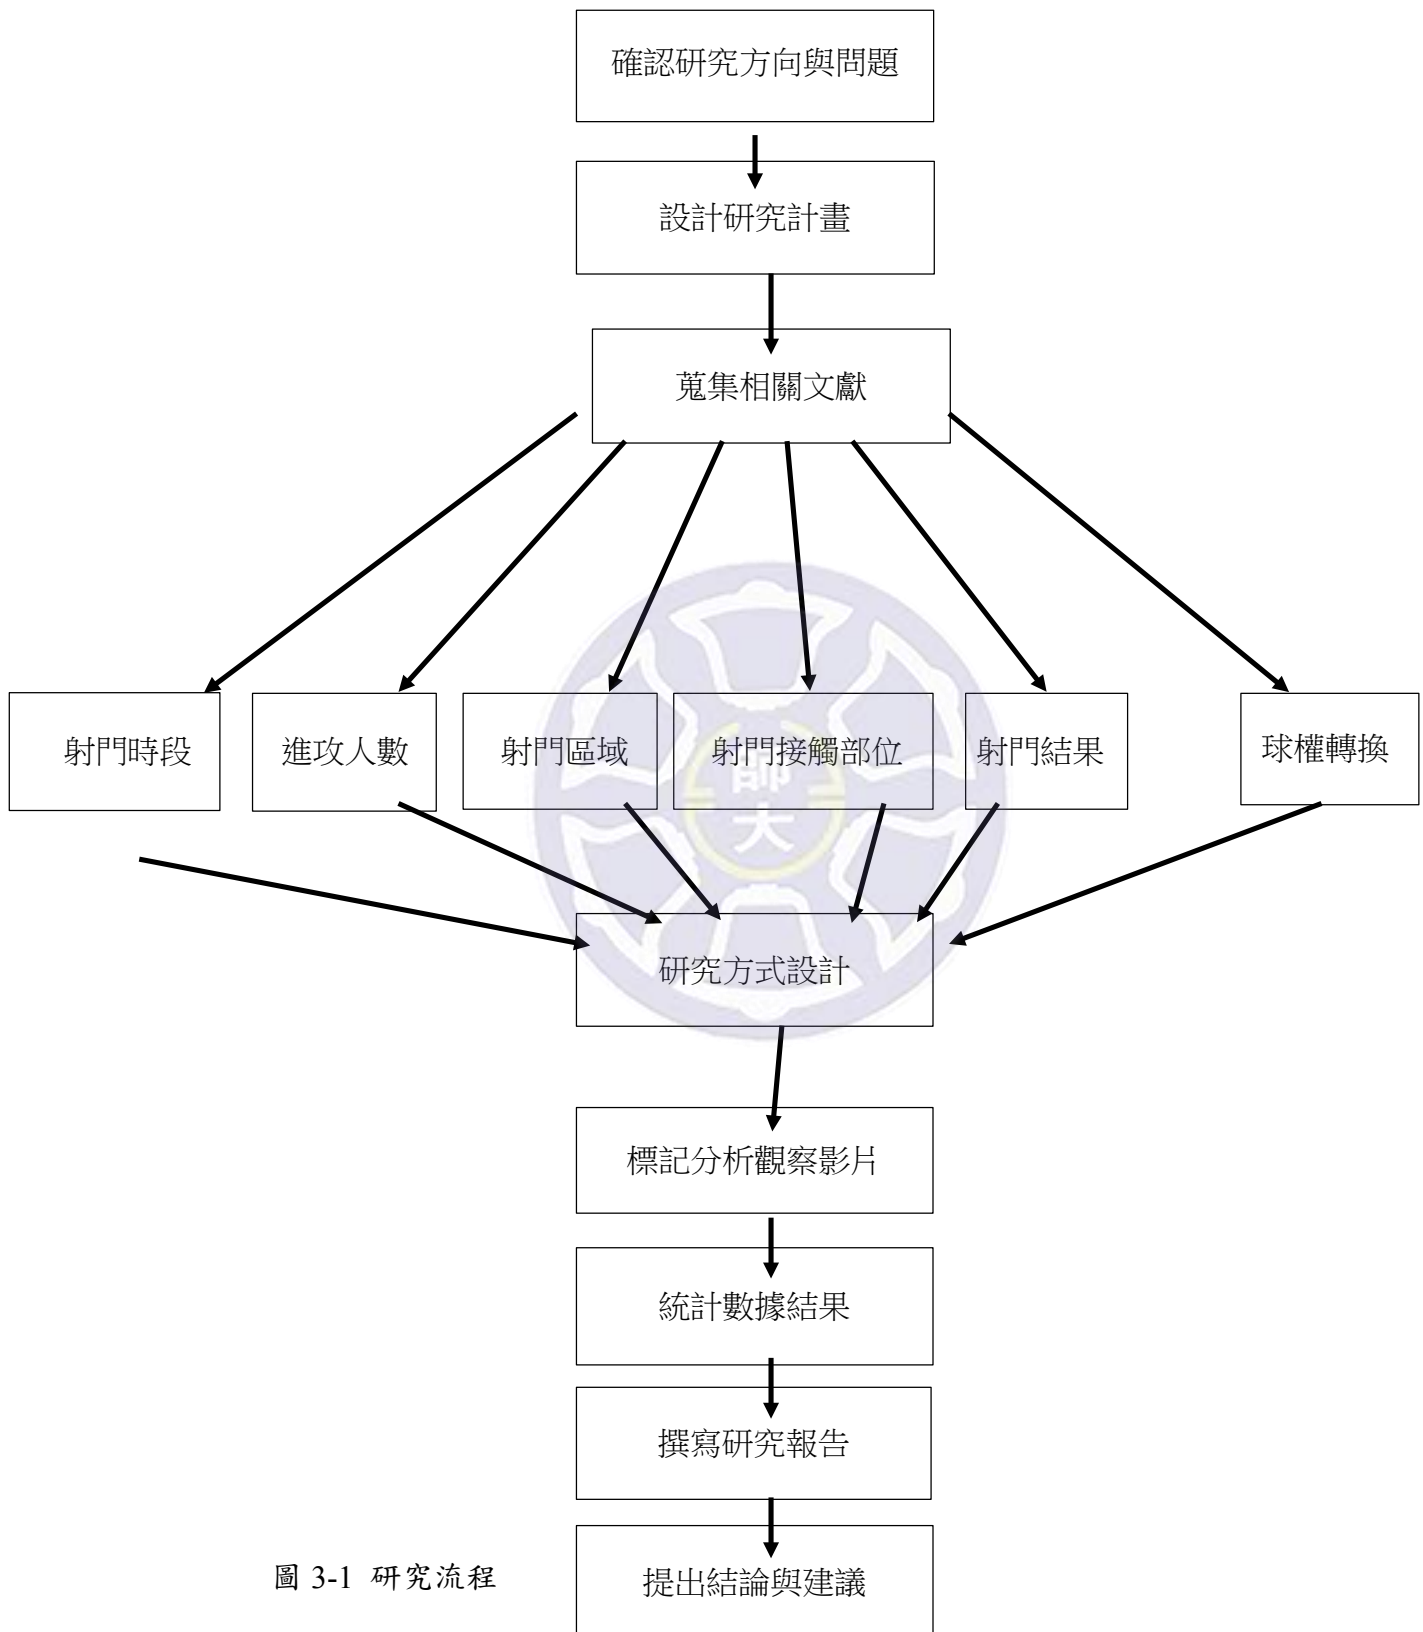 確認研究方向與問題
設計研究計畫
蒐集相關文獻
射門時段
進攻人數
射門區域
射門接觸部位
射門結果
球權轉換
師
大
研究方式設計
標記分析觀察影片
統計數據結果
撰寫研究報告
提出結論與建議
圖 3-1 研究流程